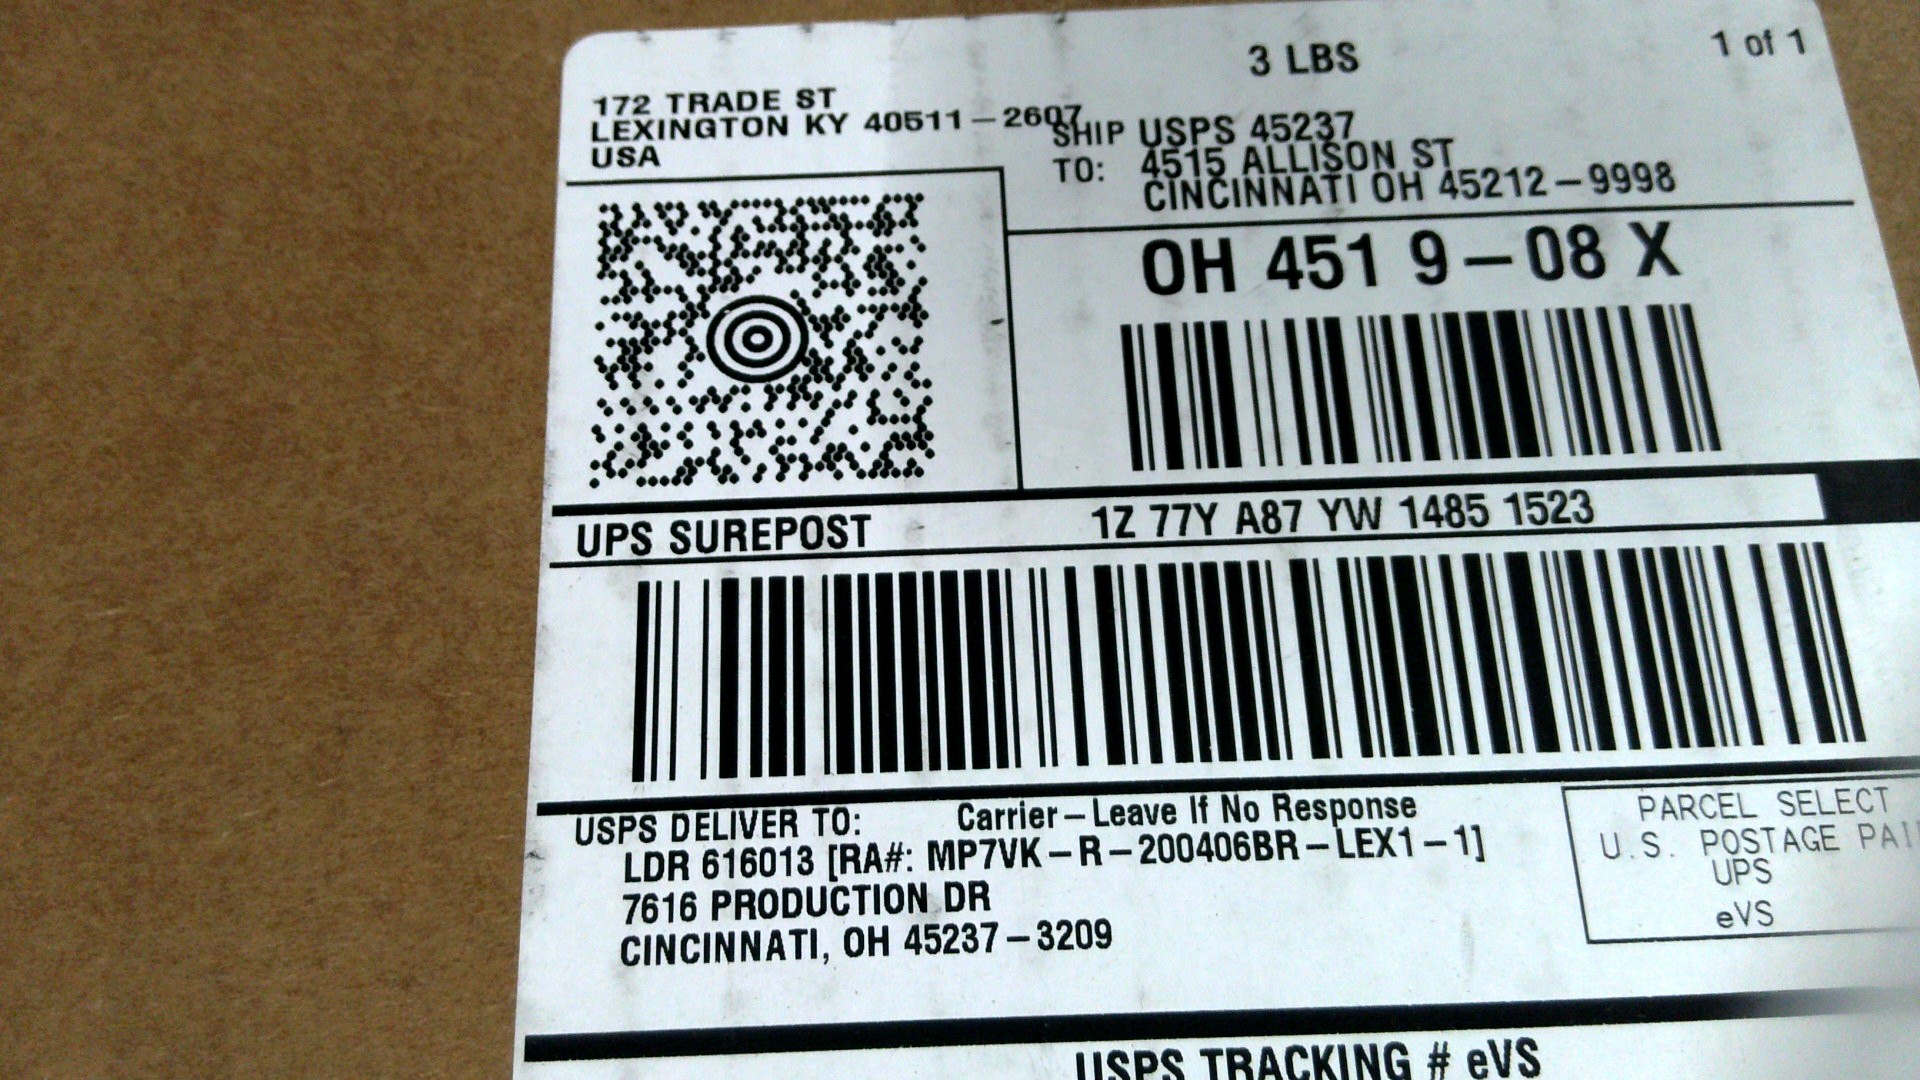 3 LBS
1 of 1
172 TRADE ST
LEXINGTON KY 40511-2607
USA
SHIP TO: USPS 45237
4515 ALLISON ST
CINCINNATI OH 45212-9998
OH 451 9-08 X
UPS SUREPOST
1Z 77Y A87 YW 1485 1523
USPS DELIVER TO:
Carrier-Leave If No Response
LDR 616013 [RA#: MP7VK-R-200406BR-LEX1-1]
7616 PRODUCTION DR
CINCINNATI, OH 45237-3209
PARCEL SELECT
U.S. POSTAGE PAI
UPS
eVS
USPS TRACKING # eVS